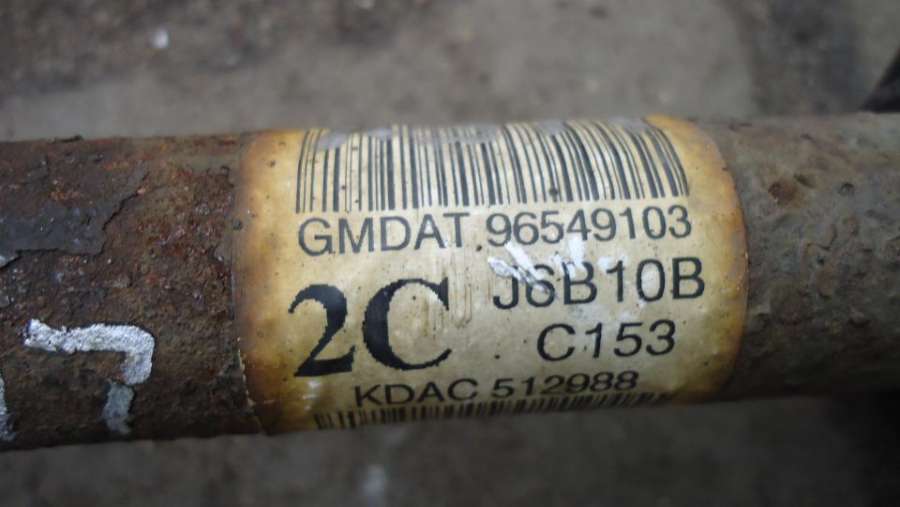 GMDAT 96549103
2C J6B10B
C153
KDAC 512988